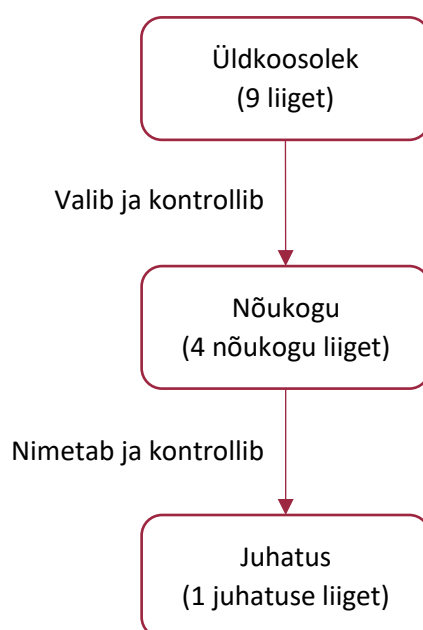 Üldkoosolek
(9 liiget)
Valib ja kontrollib
Nõukogu
(4 nõukogu liiget)
Nimetab ja kontrollib
Juhatus
(1 juhatuse liiget)